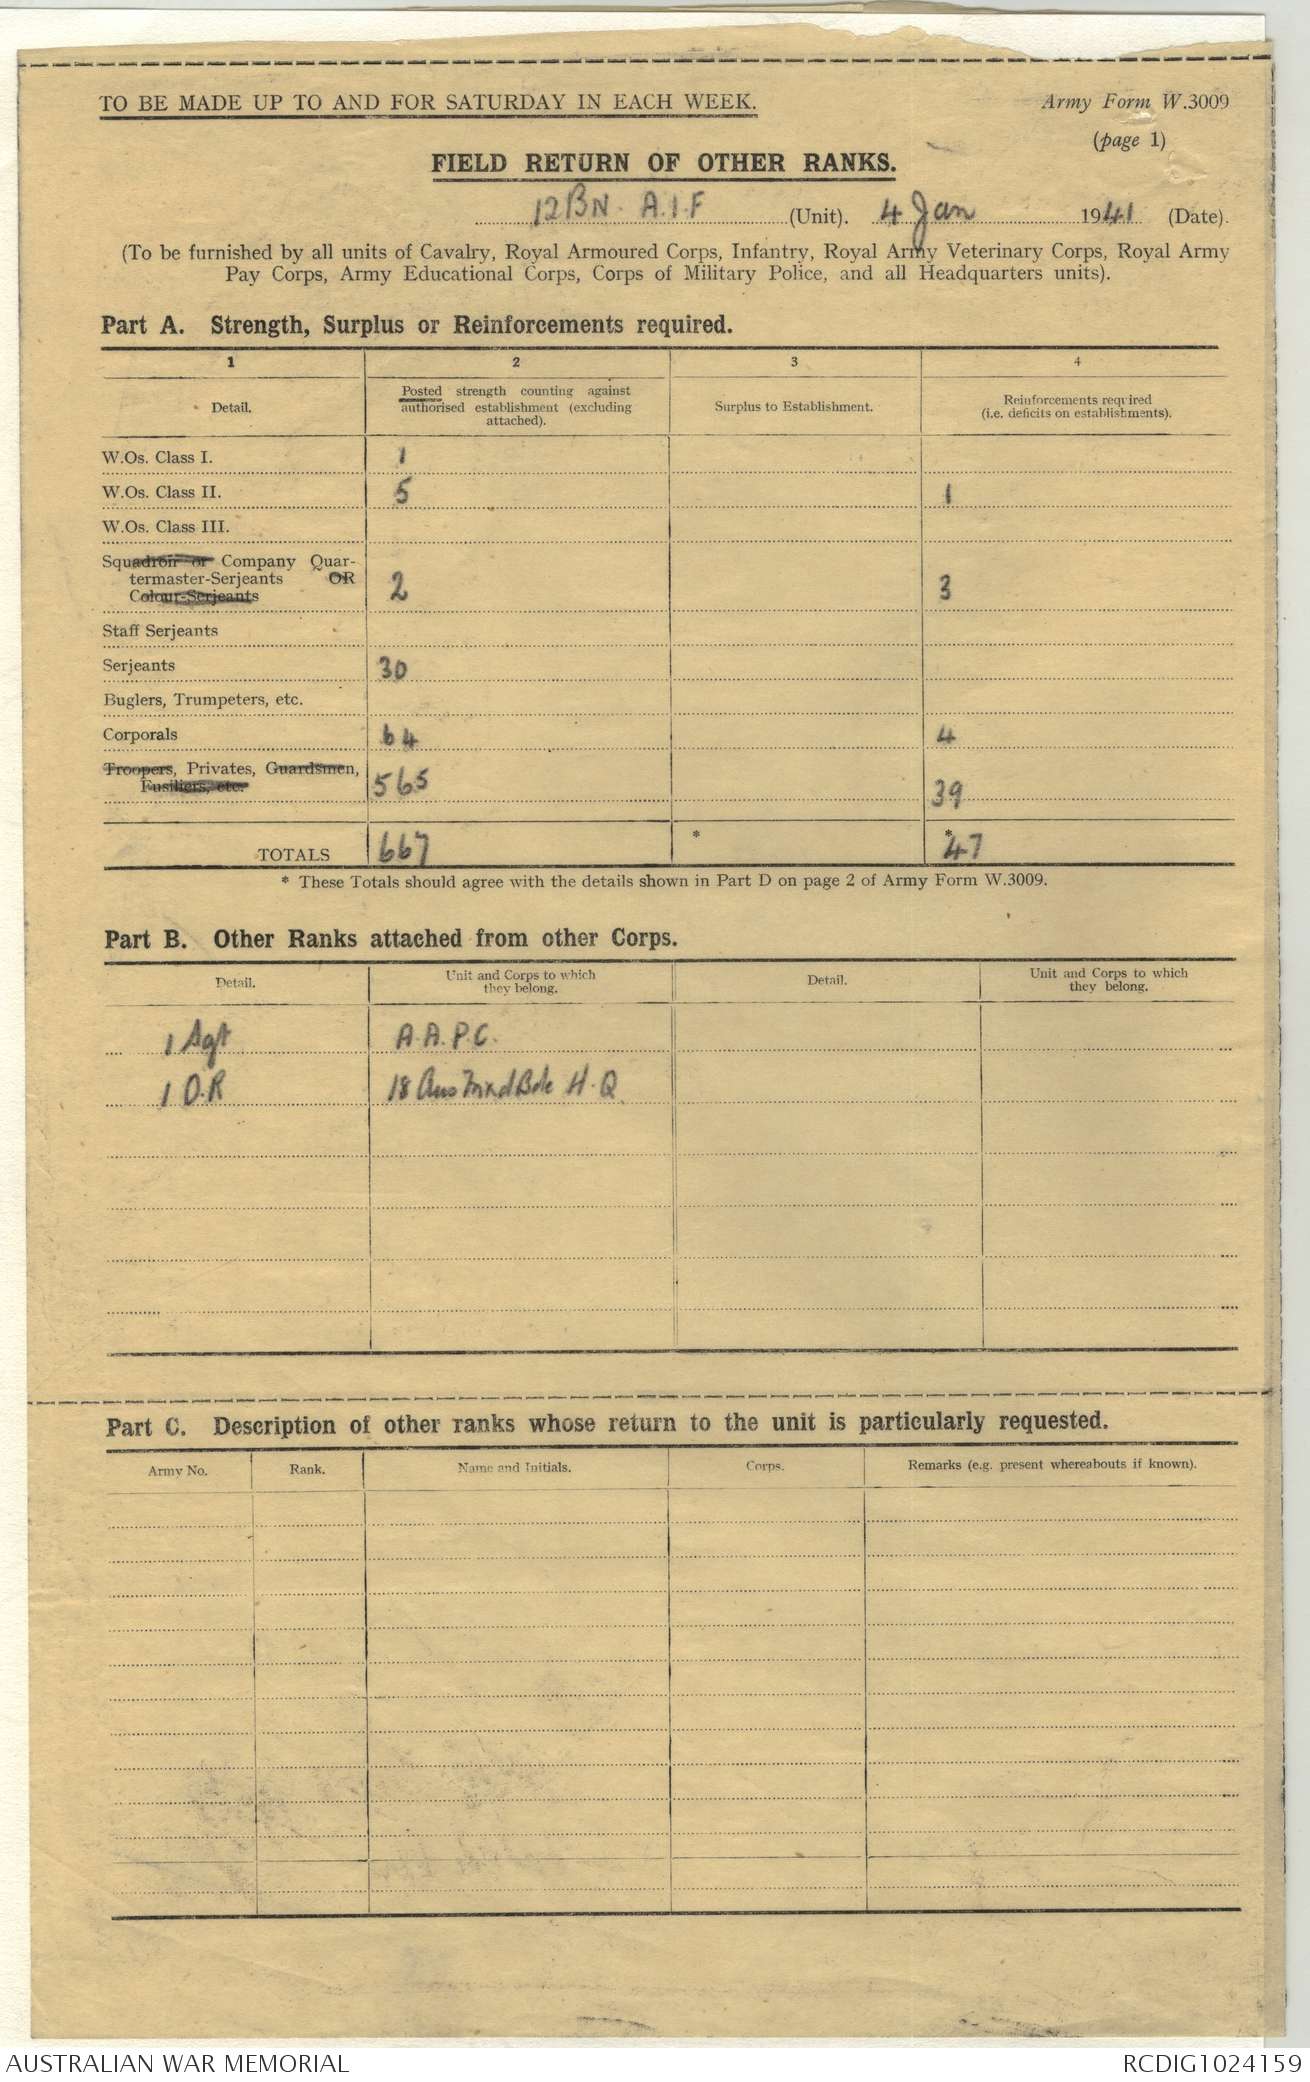 TO BE MADE UP TO AND FOR SATURDAY IN EACH WEEK. Army Form W.3009
(page 1)
FIELD RETURN OF OTHER RANKS.
12 BN. A.I.F (Unit). 4 Jan 1941 (Date).
(To be furnished by all units of Cavalry, Royal Armoured Corps, Infantry, Royal Army Veterinary Corps, Royal Army
Pay Corps, Army Educational Corps, Corps of Military Police, and all Headquarters units).
Part A. Strength, Surplus or Reinforcements required.
1 2 3 4
Detail. Posted strength counting against authorised establishment (excluding attached). Surplus to Establishment. Reinforcements required (i.e. deficits on establishments).
W.Os. Class I. 1
W.Os. Class II. 5 1
W.Os. Class III.
Squadron or Company Quar-
termaster-Serjeants OR 2 3
Colour-Serjeants
Staff Serjeants
Serjeants 30
Buglers, Trumpeters, etc.
Corporals 64 4
Troopers, Privates, Guardsmen,
Fusiliers, etc. 565 39
TOTALS 667 * * 47
* These Totals should agree with the details shown in Part D on page 2 of Army Form W.3009.
Part B. Other Ranks attached from other Corps.
Detail. Unit and Corps to which they belong. Detail. Unit and Corps to which they belong.
1 Sgt A.A.P.C.
1 O.R 18 Aus Bde H.Q
Part C. Description of other ranks whose return to the unit is particularly requested.
Army No. Rank. Name and Initials. Corps. Remarks (e.g. present whereabouts if known).
AUSTRALIAN WAR MEMORIAL RCDIG1024159